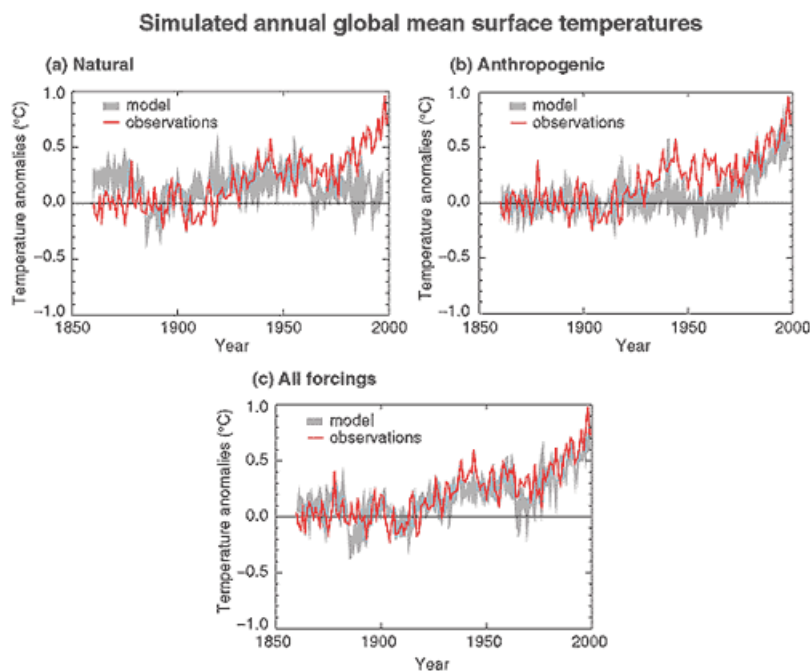 Simulated annual global mean surface temperatures
(a) Natural
Temperature anomalies (°C)
1.0
0.5
0.0
−0.5
−1.0
model
observations
1850
1900
1950
2000
Year
(b) Anthropogenic
Temperature anomalies (°C)
1.0
0.5
0.0
−0.5
−1.0
model
observations
1850
1900
1950
2000
Year
(c) All forcings
Temperature anomalies (°C)
1.0
0.5
0.0
−0.5
−1.0
model
observations
1850
1900
1950
2000
Year